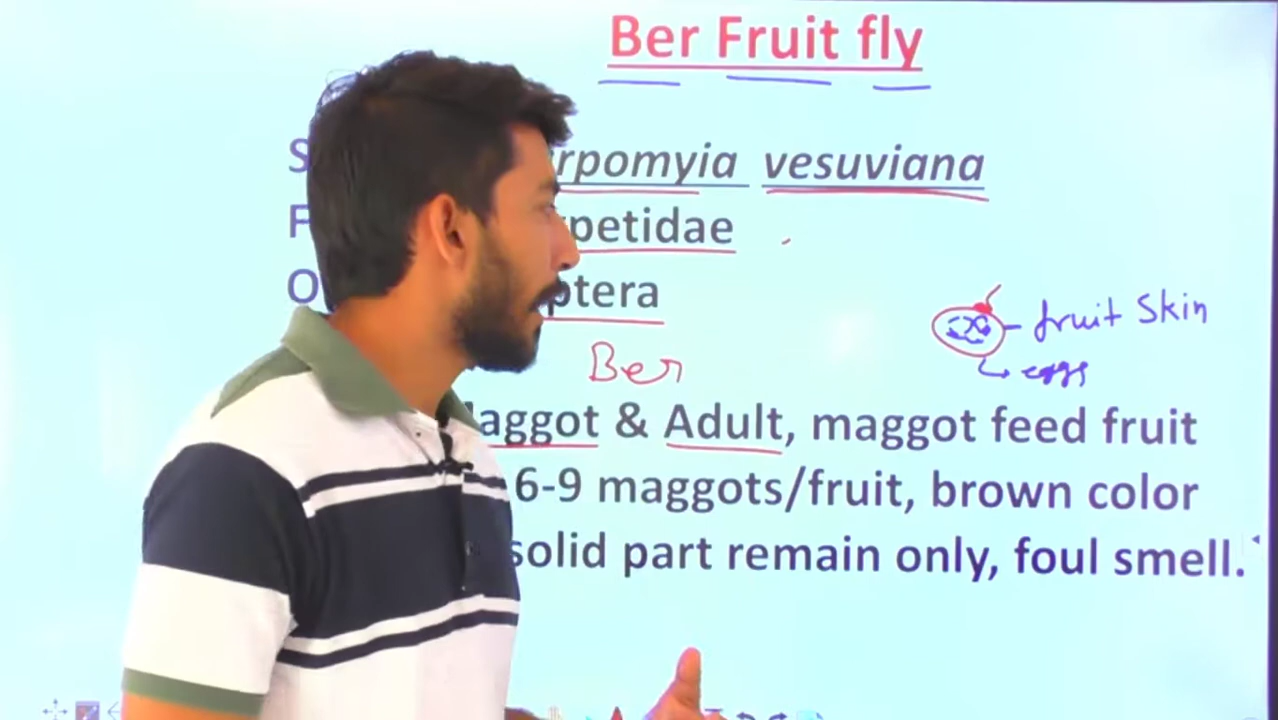 Ber Fruit fly
rpomyia vesuviana
petidae
ptera
fruit skin
eggs
Ber
aggot & Adult, maggot feed fruit
6-9 maggots/fruit, brown color
solid part remain only, foul smell.